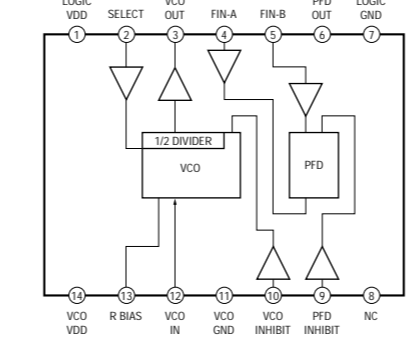 LOGIC VDD
SELECT
VCO OUT
FIN-A
FIN-B
PFD OUT
LOGIC GND
1 2 3 4 5 6 7
1/2 DIVIDER
VCO
PFD
14 13 12 11 10 9 8
VCO VDD
R BIAS
VCO IN
VCO GND
VCO INHIBIT
PFD INHIBIT
NC